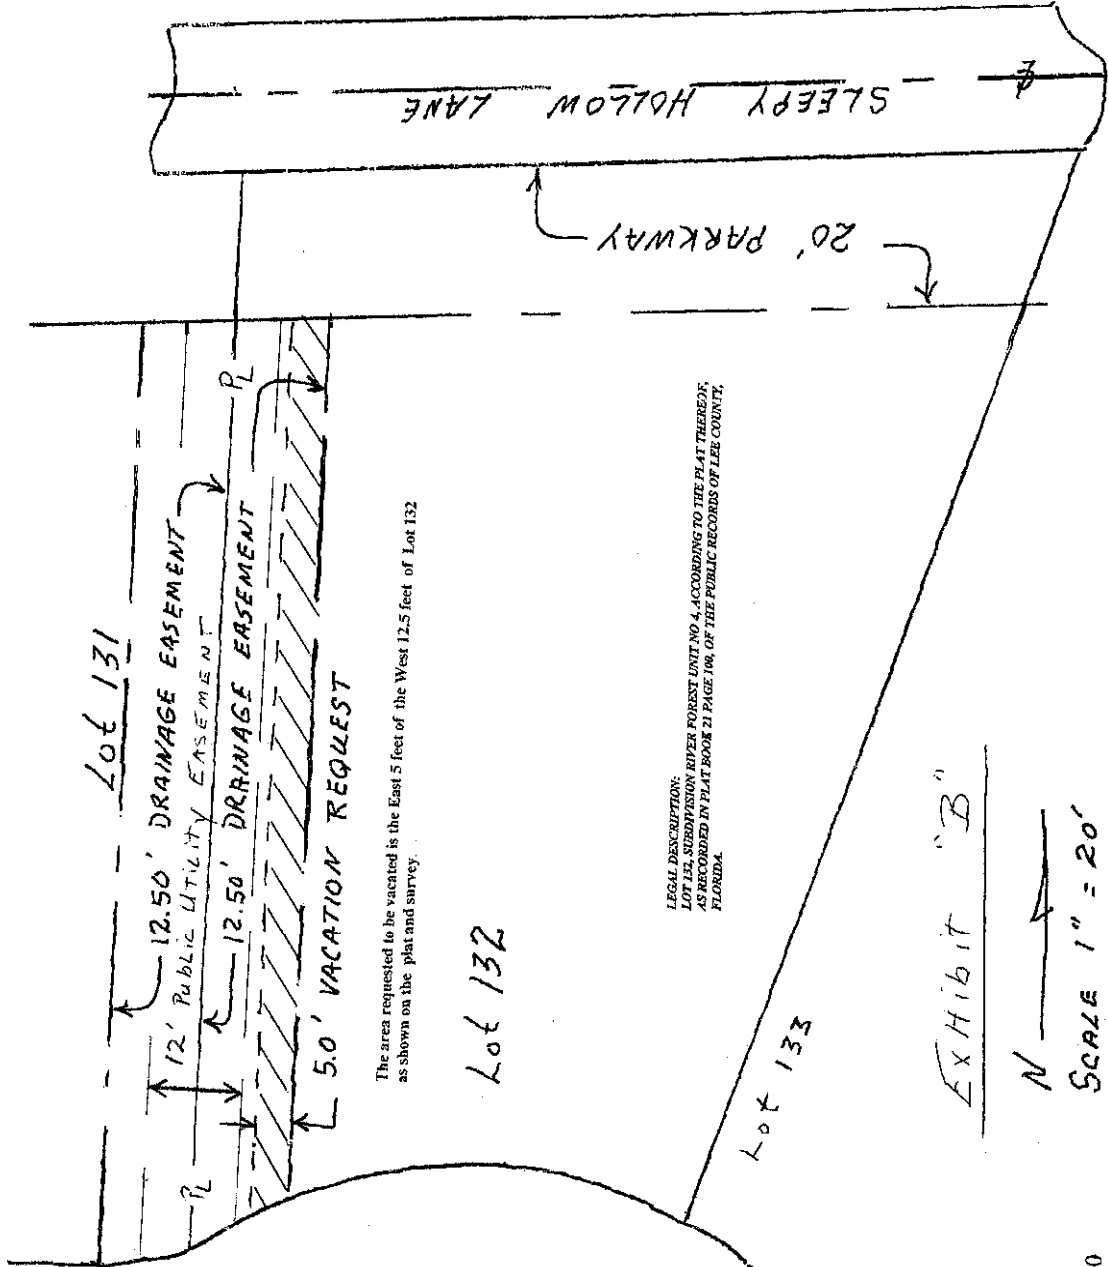 Lot 131
12.50' DRAINAGE EASEMENT
12' Public Utility EASEMENT
PL
PL
12.50' DRAINAGE EASEMENT
5.0' VACATION REQUEST
The area requested to be vacated is the East 5 feet of the West 12.5 feet of Lot 132
as shown on the plat and survey.
Lot 132
LEGAL DESCRIPTION:
LOT 132, SUBDIVISION RIVER FOREST UNIT NO 4, ACCORDING TO THE PLAT THEREOF,
AS RECORDED IN PLAT BOOK 21 PAGE 108, OF THE PUBLIC RECORDS OF LEE COUNTY,
FLORIDA.
20' PARKWAY
SLEEPY HOLLOW LANE
℄
Lot 133
ExHibit "B"
N
SCALE 1" = 20'
0